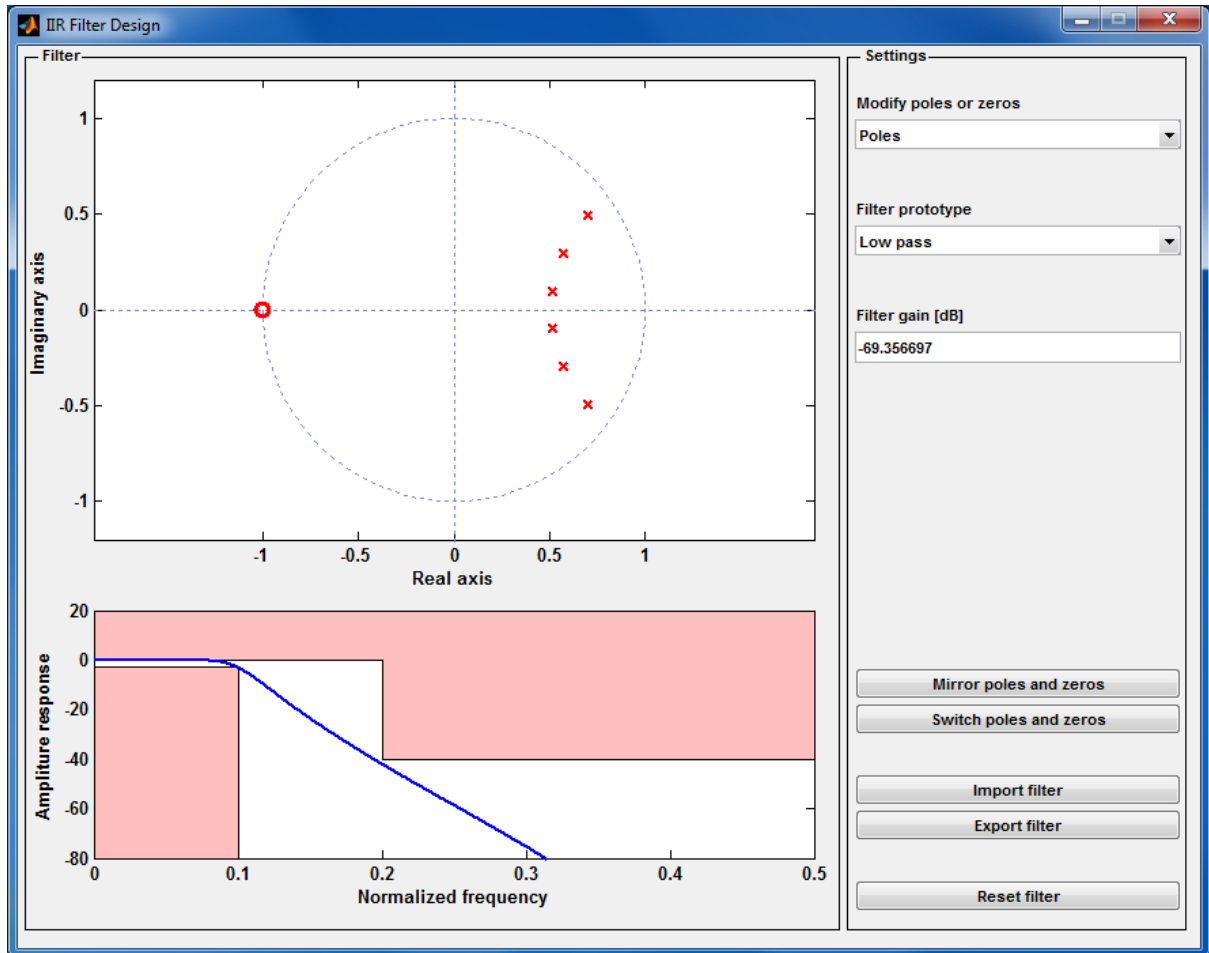 IIR Filter Design
Filter
1
0.5
0
-0.5
-1
Imaginary axis
-1
-0.5
0
0.5
1
Real axis
20
0
-20
-40
-60
-80
Ampliture response
0
0.1
0.2
0.3
0.4
0.5
Normalized frequency
Settings
Modify poles or zeros
Poles
Filter prototype
Low pass
Filter gain [dB]
-69.356697
Mirror poles and zeros
Switch poles and zeros
Import filter
Export filter
Reset filter